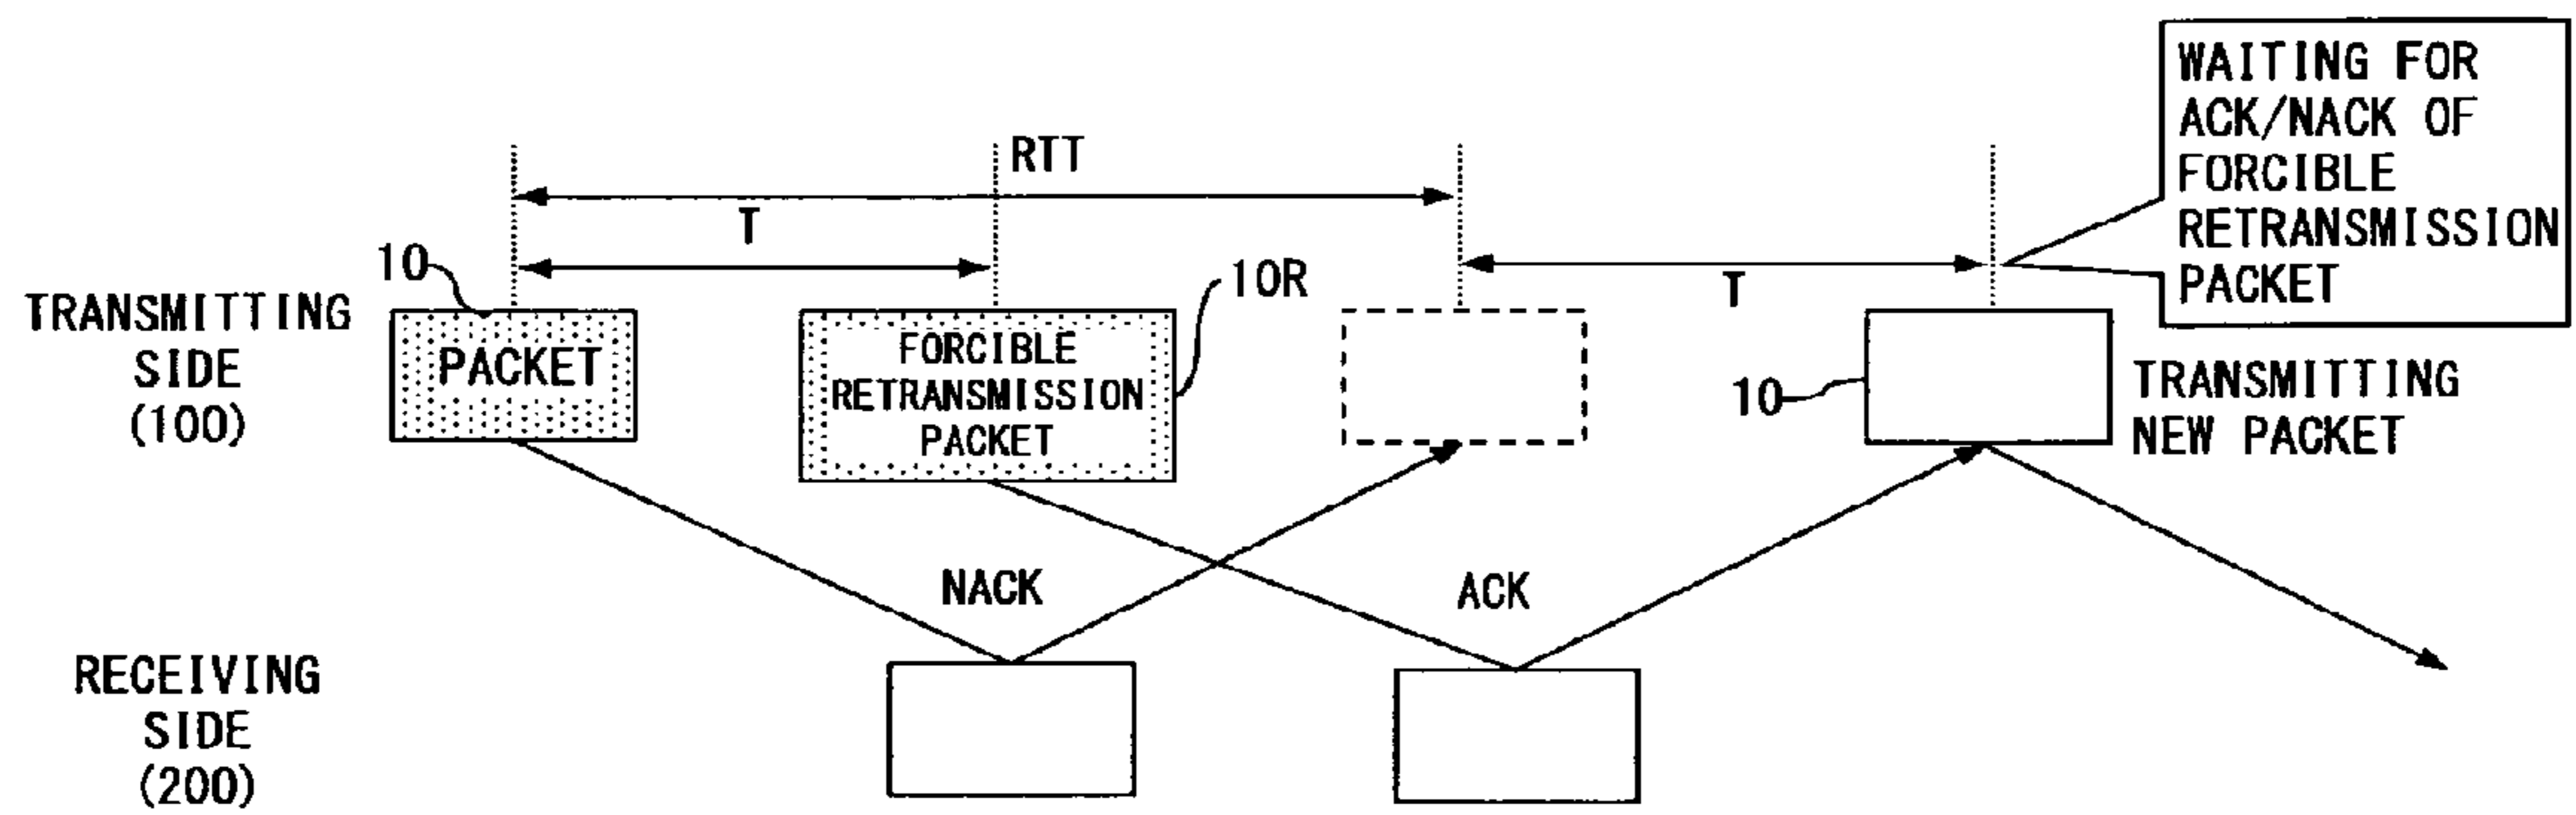 WAITING FOR
ACK/NACK OF
FORCIBLE
RETRANSMISSION
PACKET
RTT
T
10
10R
T
TRANSMITTING
SIDE
(100)
PACKET
FORCIBLE
RETRANSMISSION
PACKET
10
TRANSMITTING
NEW PACKET
NACK
ACK
RECEIVING
SIDE
(200)